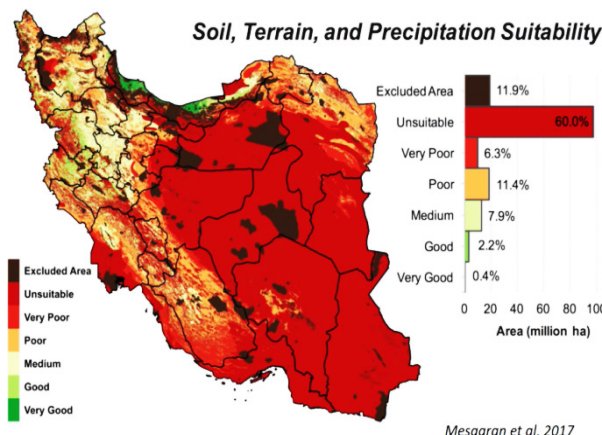 Soil, Terrain, and Precipitation Suitability
Excluded Area 11.9%
Unsuitable 60.0%
Very Poor 6.3%
Poor 11.4%
Medium 7.9%
Good 2.2%
Very Good 0.4%
0 20 40 60 80 100
Area (million ha)
Excluded Area
Unsuitable
Very Poor
Poor
Medium
Good
Very Good
Mesgaran et al. 2017